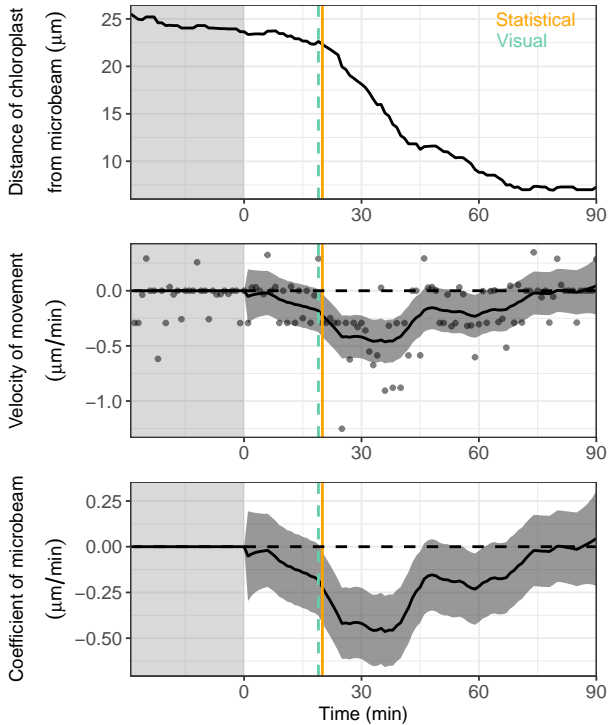 Distance of chloroplast
from microbeam (μm)
25
20
15
10
Statistical
Visual
0
30
60
90
Velocity of movement
(μm/min)
0.0
−0.5
−1.0
0
30
60
90
Coefficient of microbeam
(μm/min)
0.25
0.00
−0.25
−0.50
0
30
60
90
Time (min)